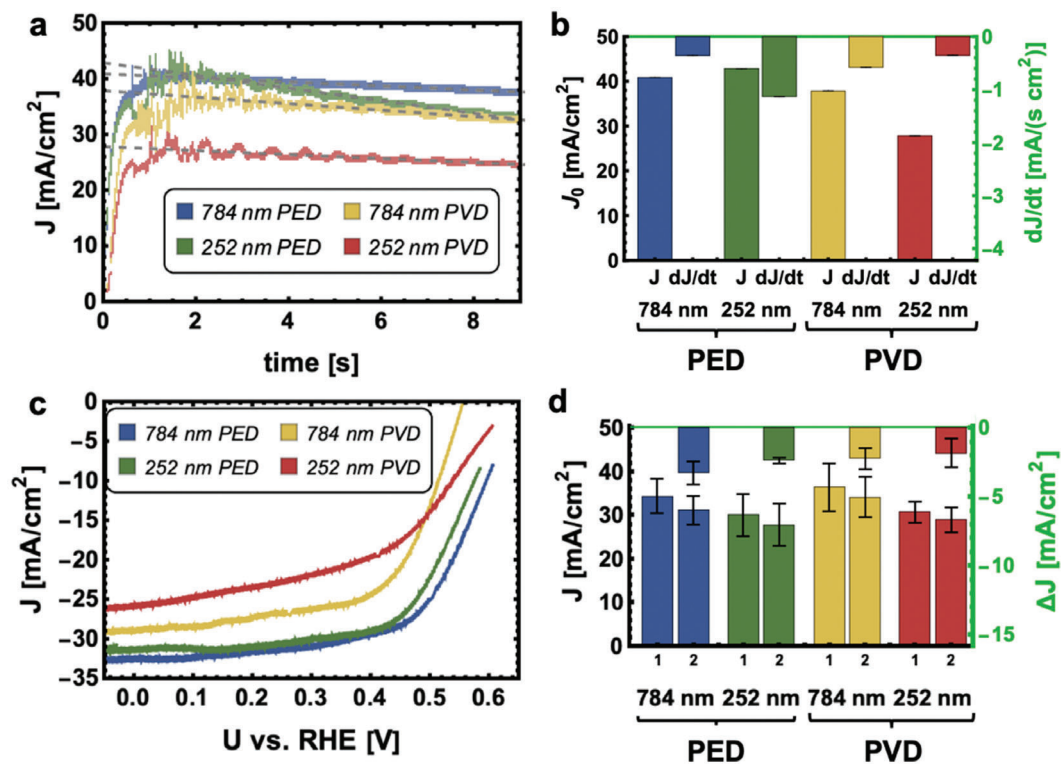 a
50
40
30
20
10
0
J [mA/cm²]
784 nm PED
784 nm PVD
252 nm PED
252 nm PVD
0 2 4 6 8
time [s]
b
50
40
30
20
10
0
J₀ [mA/cm²]
0
−1
−2
−3
−4
dJ/dt [mA/(s cm²)]
J dJ/dt J dJ/dt J dJ/dt J dJ/dt
784 nm 252 nm 784 nm 252 nm
PED PVD
c
0
−5
−10
−15
−20
−25
−30
−35
J [mA/cm²]
784 nm PED
784 nm PVD
252 nm PED
252 nm PVD
0.0 0.1 0.2 0.3 0.4 0.5 0.6
U vs. RHE [V]
d
50
40
30
20
10
0
J [mA/cm²]
0
−5
−10
−15
ΔJ [mA/cm²]
1 2 1 2 1 2 1 2
784 nm 252 nm 784 nm 252 nm
PED PVD